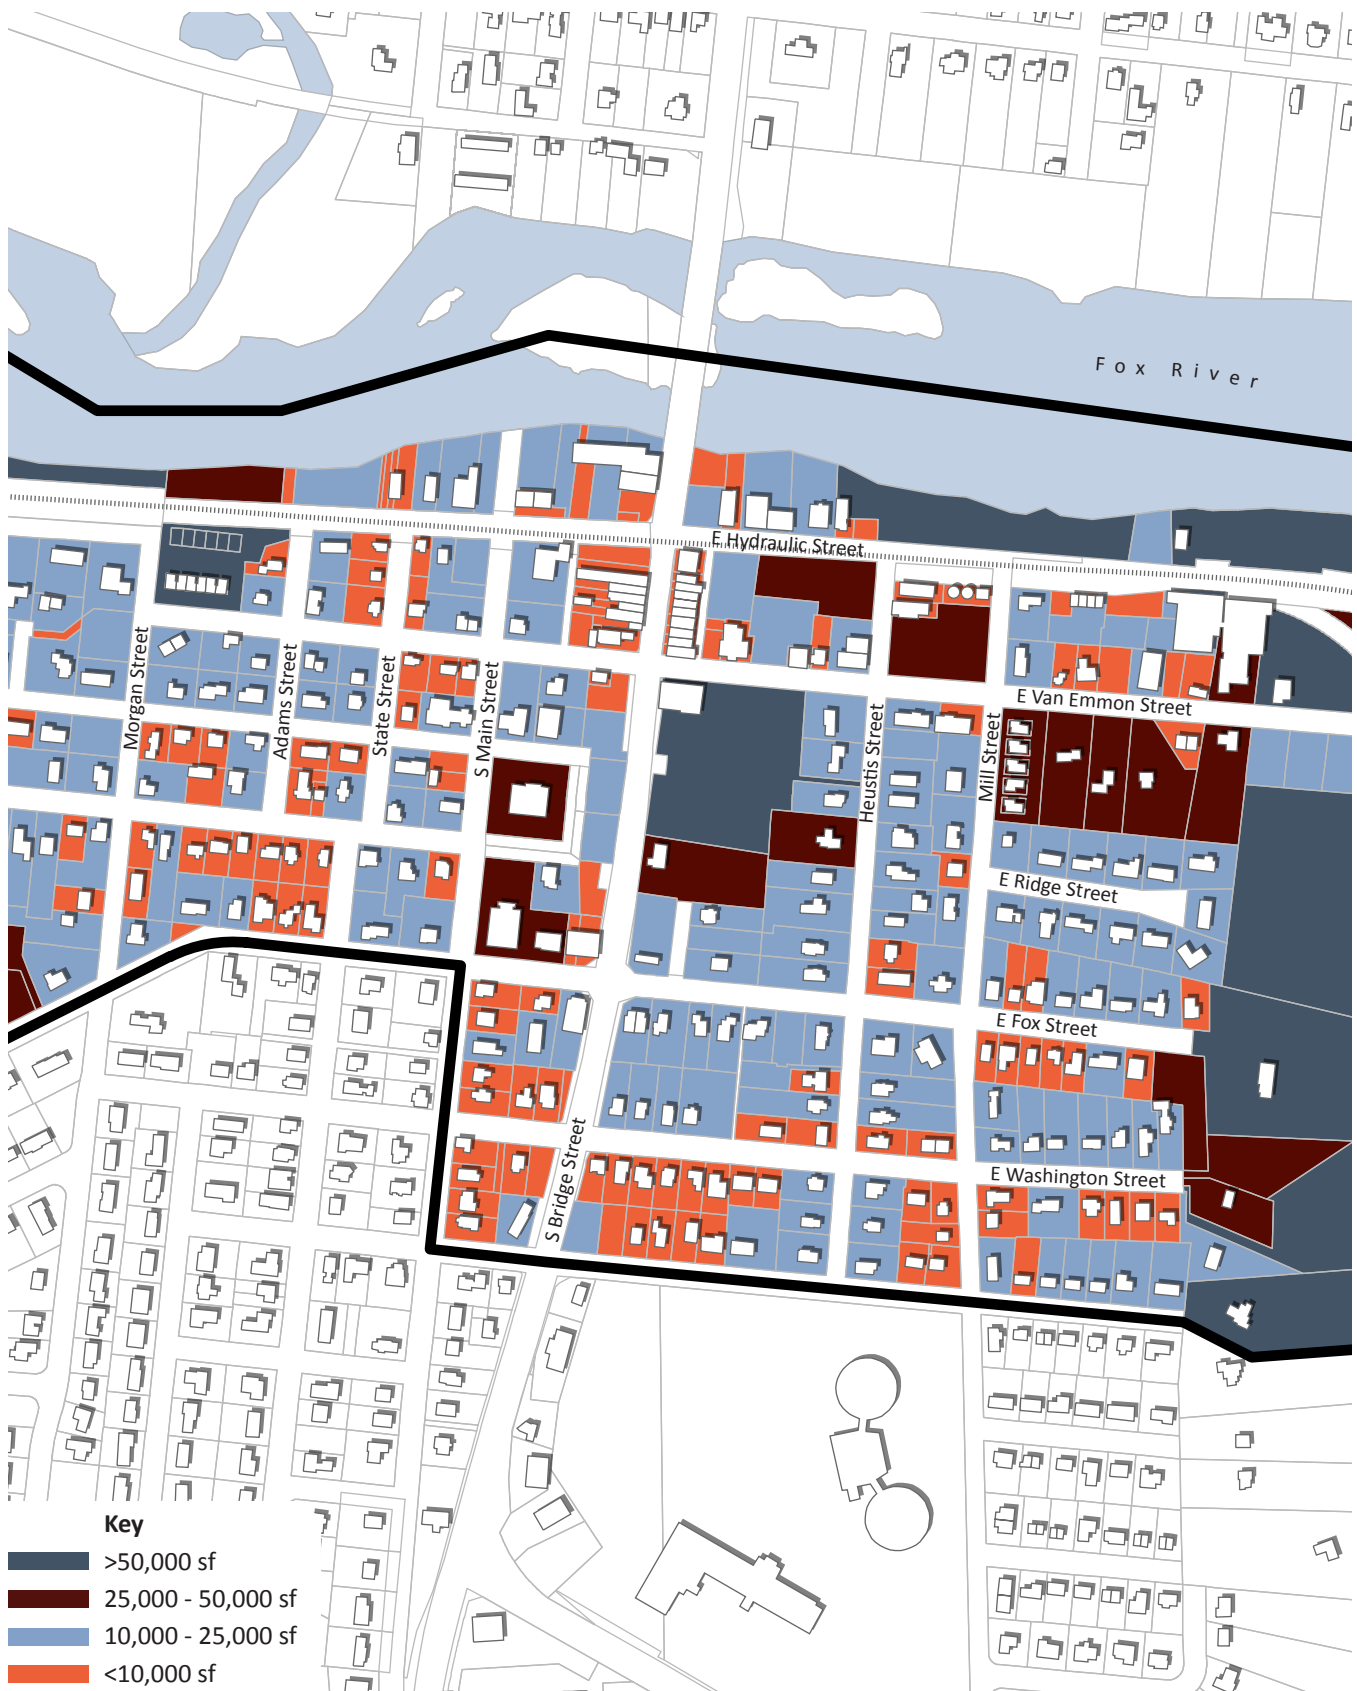 Fox River
E Hydraulic Street
Morgan Street
Adams Street
State Street
S Main Street
E Van Emmon Street
Heustis Street
Mill Street
E Ridge Street
E Fox Street
E Washington Street
S Bridge Street
Key
>50,000 sf
25,000 - 50,000 sf
10,000 - 25,000 sf
<10,000 sf